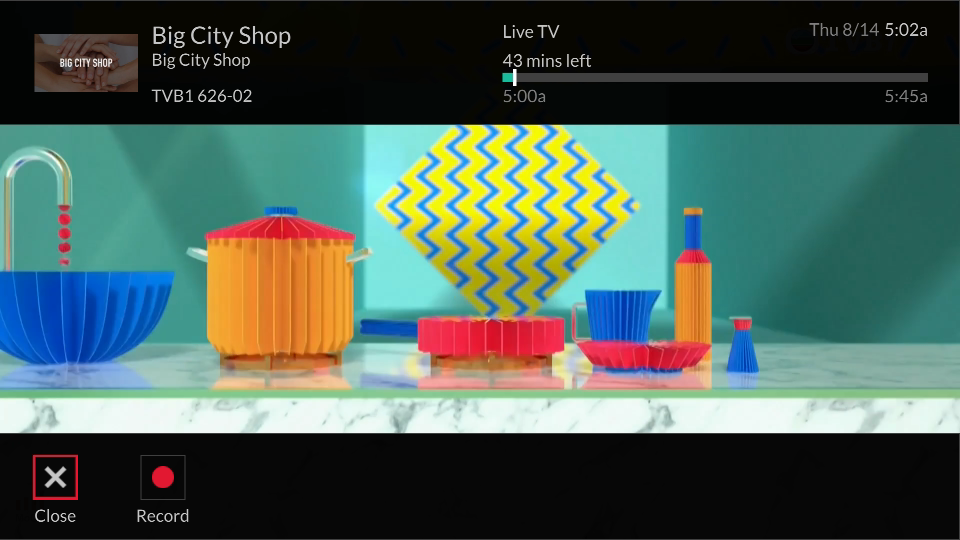 Big City Shop
Big City Shop
TVB1 626-02
BIG CITY SHOP
Live TV
43 mins left
5:00a
5:45a
Thu 8/14 5:02a
Close
Record